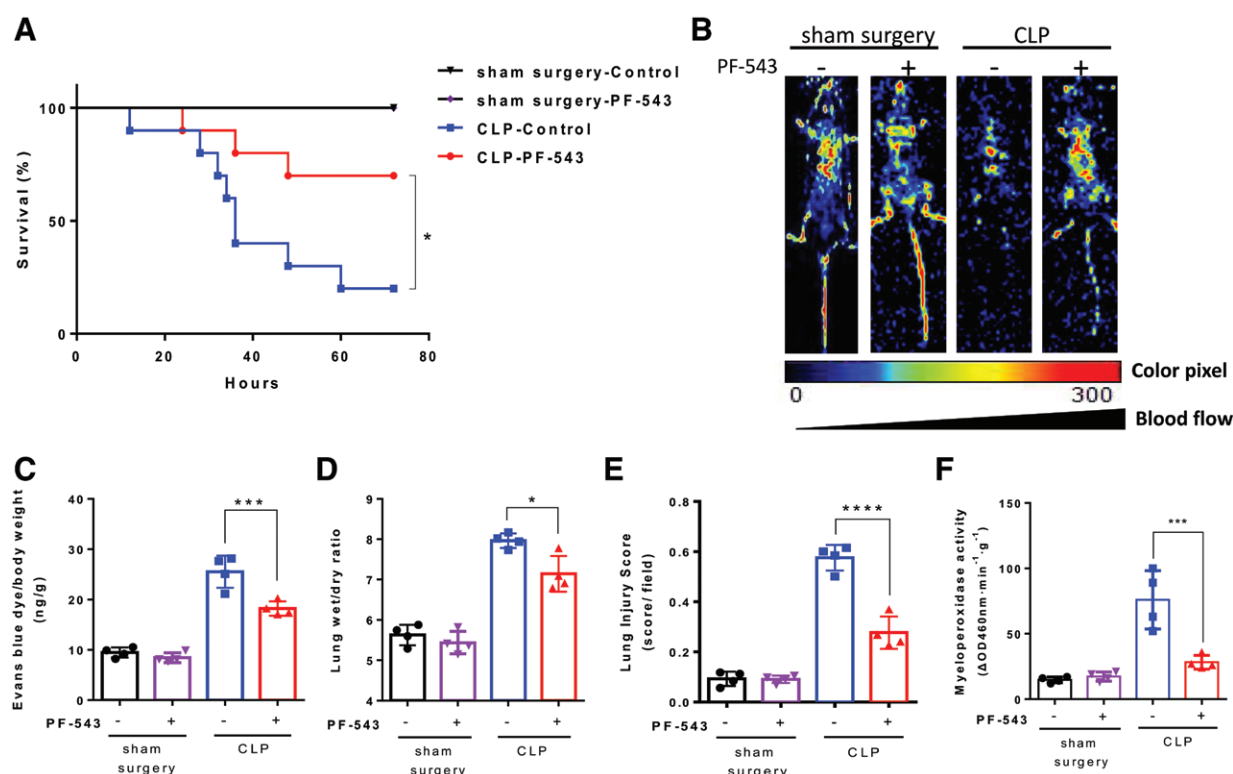 A
sham surgery-Control
sham surgery-PF-543
CLP-Control
CLP-PF-543
Survival (%)
100
50
0
*
0 20 40 60 80
Hours
B
sham surgery CLP
PF-543 - + - +
Color pixel
0 300
Blood flow
C
Evans blue dye/body weight
(ng/g)
40
30
20
10
0
***
PF-543 - + - +
sham
surgery
CLP
D
Lung wet/dry ratio
9
8
7
6
5
4
*
PF-543 - + - +
sham
surgery
CLP
E
Lung Injury Score
(score/ field)
0.8
0.6
0.4
0.2
0.0
****
PF-543 - + - +
sham
surgery
CLP
F
Myeloperoxidase activity
(ΔOD460nm·min⁻¹·g⁻¹)
150
100
50
0
***
PF-543 - + - +
sham
surgery
CLP